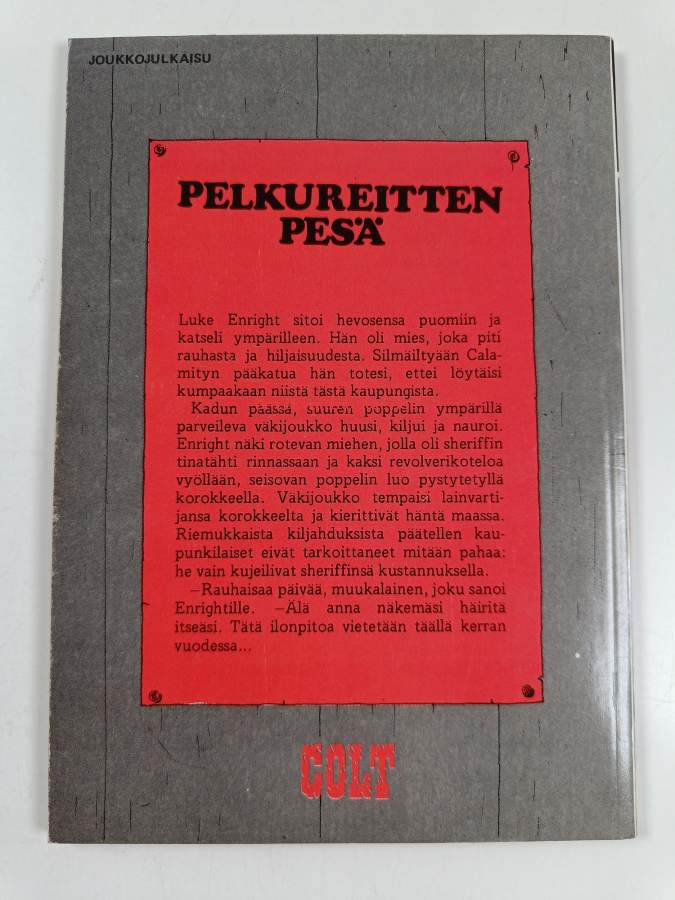 JOUKKOJULKAISU
PELKUREITTEN
PESÄ
Luke Enright sitoi hevosensa puomiin ja
katseli ympärilleen. Hän oli mies, joka piti
rauhasta ja hiljaisuudesta. Silmäiltyään Cala-
mityn pääkatua hän totesi, ettei löytäisi
kumpaakaan niistä tästä kaupungista.
Kadun päässä, suuren poppelin ympärillä
parveileva väkijoukko huusi, kiljui ja nauroi.
Enright näki rotevan miehen, jolla oli sheriffin
tinatähti rinnassaan ja kaksi revolverikoteloa
vyöllään, seisovan poppelin luo pystytetyllä
korokkeella. Väkijoukko tempaisi lainvarti-
jansa korokkeelta ja kierittivät häntä maassa.
Riemukkaista kiljahduksista päätellen kau-
punkilaiset eivät tarkoittaneet mitään pahaa:
he vain kujeilivat sheriffinsä kustannuksella.
—Rauhaisaa päivää, muukalainen, joku sanoi
Enrightille. —Älä anna näkemäsi häiritä
itseäsi. Tätä ilonpitoa vietetään täällä kerran
vuodessa...
COLT